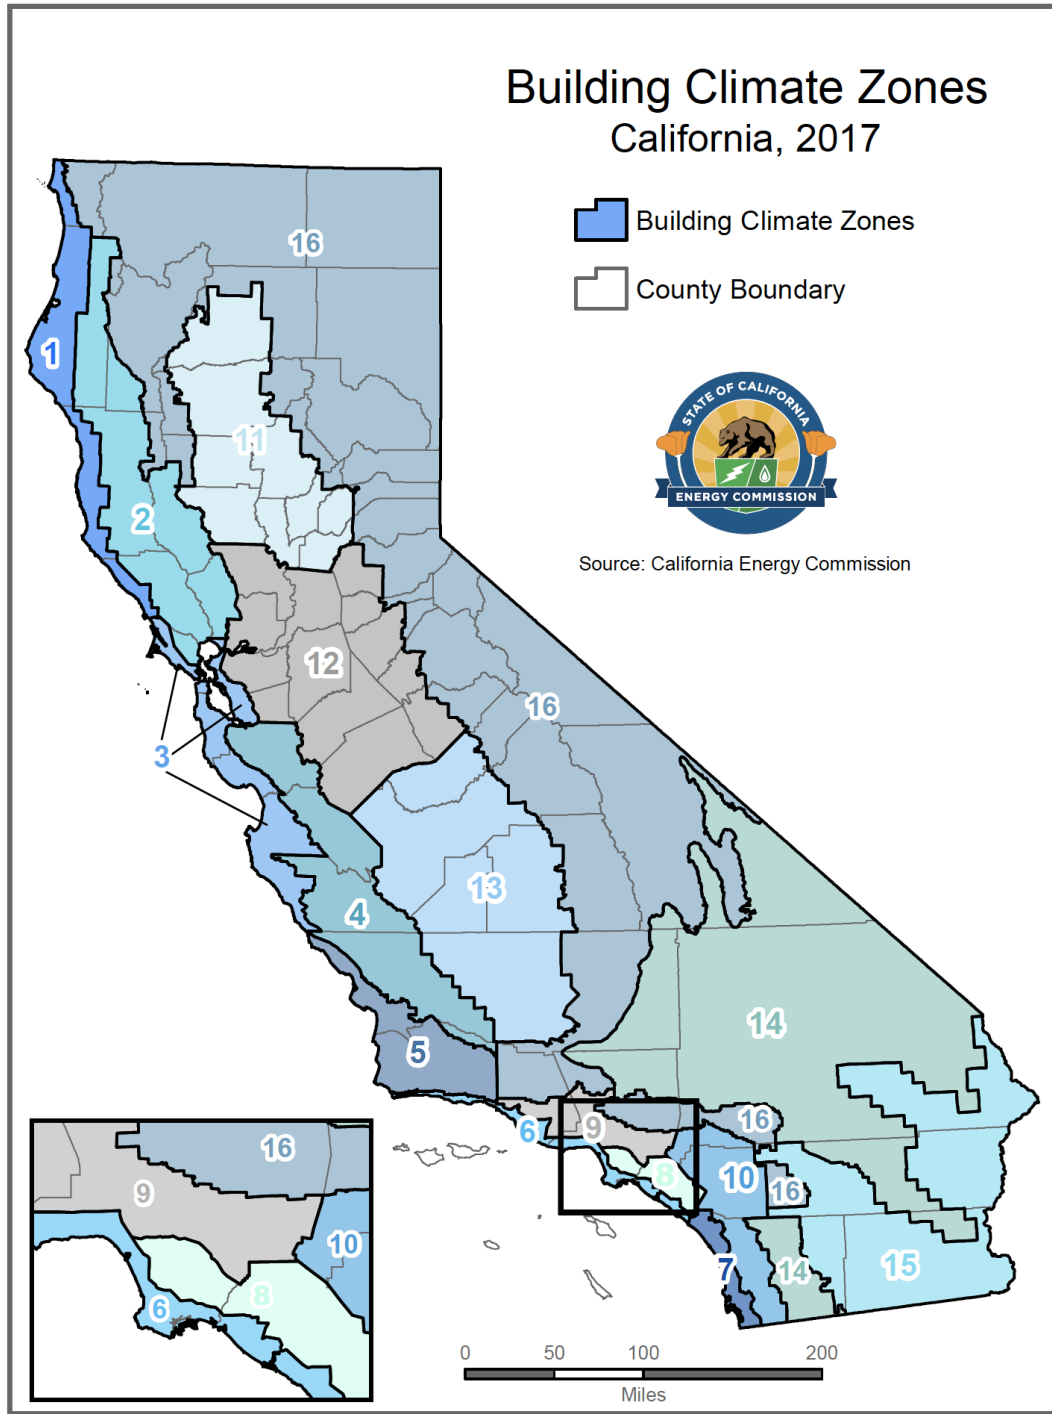 Building Climate Zones
California, 2017
Building Climate Zones
County Boundary
STATE OF CALIFORNIA
ENERGY COMMISSION
Source: California Energy Commission
16
1
11
2
12
16
3
13
4
14
5
6
9
16
8
10
16
7
14
15
16
9
10
8
6
0 50 100 200
Miles